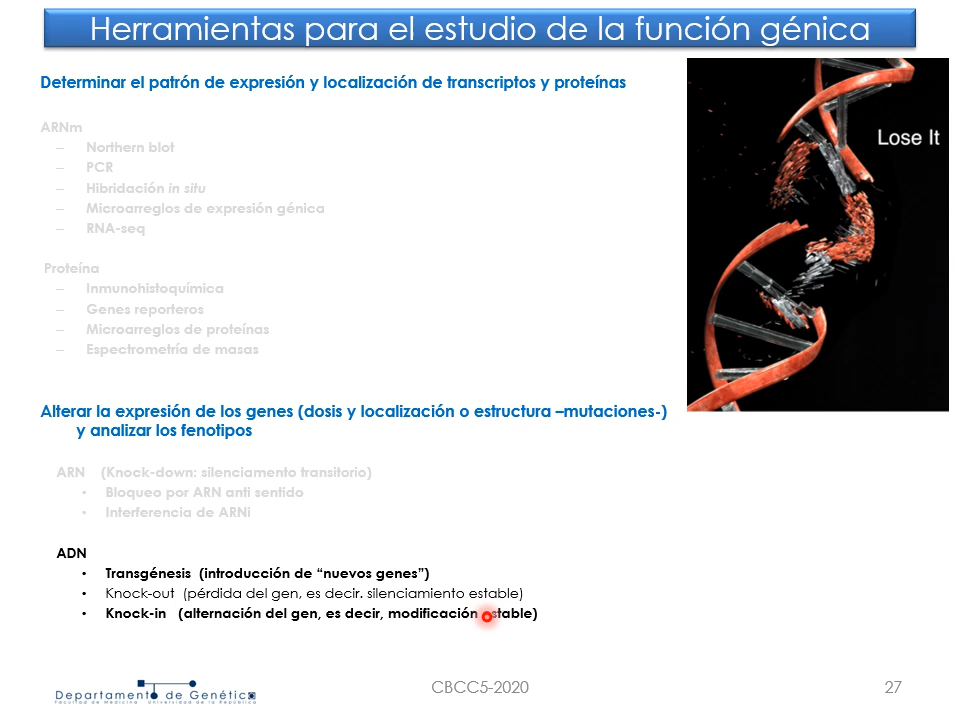 Herramientas para el estudio de la función génica
Determinar el patrón de expresión y localización de transcriptos y proteínas
Lose It
ARNm
– Northern blot
– PCR
– Hibridación in situ
– Microarreglos de expresión génica
– RNA-seq
Proteína
– Inmunohistoquímica
– Genes reporteros
– Microarreglos de proteínas
– Espectrometría de masas
Alterar la expresión de los genes (dosis y localización o estructura –mutaciones-)
y analizar los fenotipos
ARN (Knock-down: silenciamento transitorio)
• Bloqueo por ARN anti sentido
• Interferencia de ARNi
ADN
• Transgénesis (introducción de “nuevos genes”)
• Knock-out (pérdida del gen, es decir. silenciamiento estable)
• Knock-in (alternación del gen, es decir, modificación estable)
Departamento de Genética
Facultad de Medicina Universidad de la República
CBCC5-2020
27